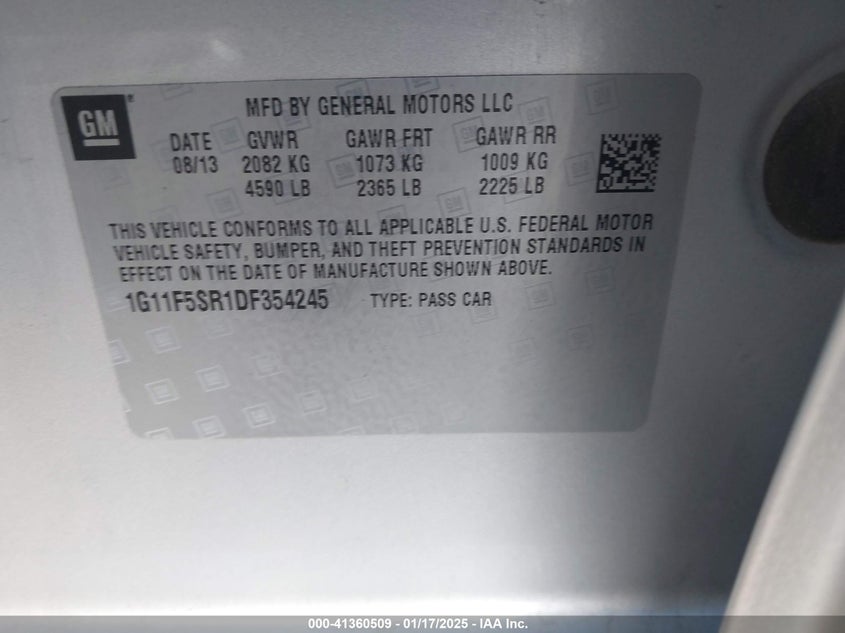 GM
MFD BY GENERAL MOTORS LLC
DATE GVWR GAWR FRT GAWR RR
08/13 2082 KG 1073 KG 1009 KG
4590 LB 2365 LB 2225 LB
THIS VEHICLE CONFORMS TO ALL APPLICABLE U.S. FEDERAL MOTOR
VEHICLE SAFETY, BUMPER, AND THEFT PREVENTION STANDARDS IN
EFFECT ON THE DATE OF MANUFACTURE SHOWN ABOVE.
1G11F5SR1DF354245 TYPE: PASS CAR
000-41360509 - 01/17/2025 - IAA Inc.